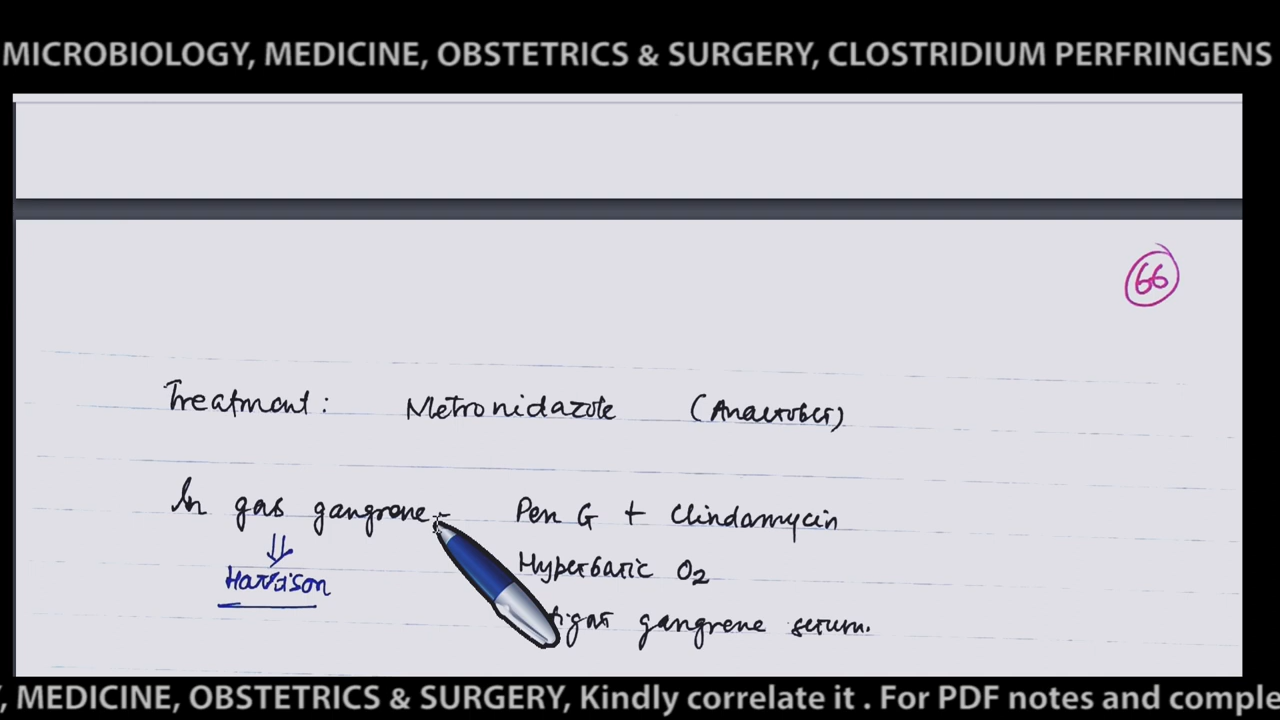 MICROBIOLOGY, MEDICINE, OBSTETRICS & SURGERY, CLOSTRIDIUM PERFRINGENS
66
Treatment: Metronidazole (Anaerobes)
In gas gangrene:- Pen G + Clindamycin
Harrison Hyperbaric O2
gangrene serum.
, MEDICINE, OBSTETRICS & SURGERY, Kindly correlate it . For PDF notes and comple